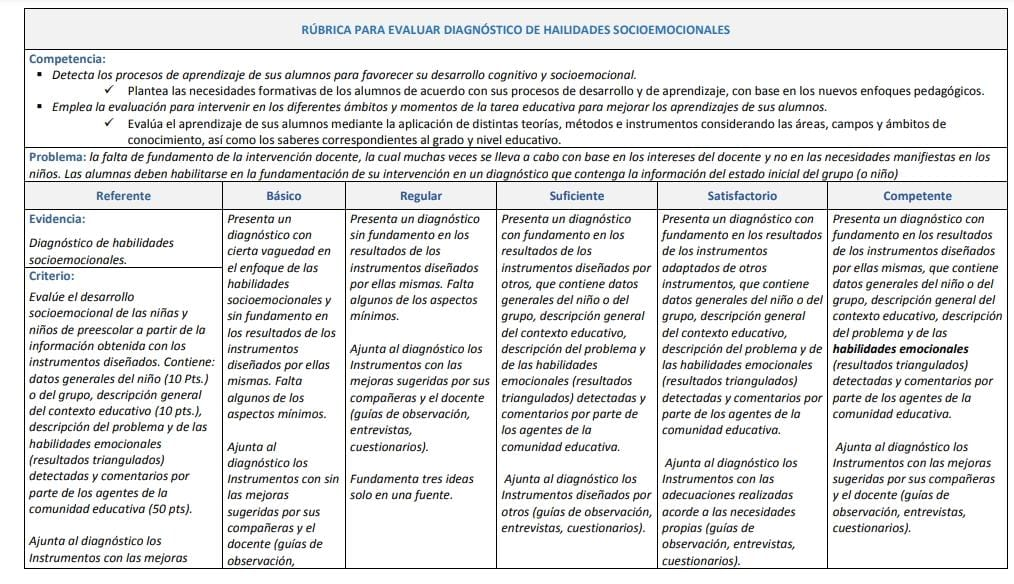 RÚBRICA PARA EVALUAR DIAGNÓSTICO DE HAILIDADES SOCIOEMOCIONALES
Competencia:
▪ Detecta los procesos de aprendizaje de sus alumnos para favorecer su desarrollo cognitivo y socioemocional.
✓ Plantea las necesidades formativas de los alumnos de acuerdo con sus procesos de desarrollo y de aprendizaje, con base en los nuevos enfoques pedagógicos.
▪ Emplea la evaluación para intervenir en los diferentes ámbitos y momentos de la tarea educativa para mejorar los aprendizajes de sus alumnos.
✓ Evalúa el aprendizaje de sus alumnos mediante la aplicación de distintas teorías, métodos e instrumentos considerando las áreas, campos y ámbitos de
conocimiento, así como los saberes correspondientes al grado y nivel educativo.
Problema: la falta de fundamento de la intervención docente, la cual muchas veces se lleva a cabo con base en los intereses del docente y no en las necesidades manifiestas en los
niños. Las alumnas deben habilitarse en la fundamentación de su intervención en un diagnóstico que contenga la información del estado inicial del grupo (o niño)
Referente
Básico
Regular
Suficiente
Satisfactorio
Competente
Evidencia:
Diagnóstico de habilidades
socioemocionales.
Criterio:
Evalúe el desarrollo
socioemocional de las niñas y
niños de preescolar a partir de la
información obtenida con los
instrumentos diseñados. Contiene:
datos generales del niño (10 Pts.)
o del grupo, descripción general
del contexto educativo (10 pts.),
descripción del problema y de las
habilidades emocionales
(resultados triangulados)
detectadas y comentarios por
parte de los agentes de la
comunidad educativa (50 pts).
Ajunta al diagnóstico los
Instrumentos con las mejoras
Presenta un
diagnóstico con
cierta vaguedad en
el enfoque de las
habilidades
socioemocionales y
sin fundamento en
los resultados de los
instrumentos
diseñados por ellas
mismas. Falta
algunos de los
aspectos mínimos.
Ajunta al
diagnóstico los
Instrumentos con sin
las mejoras
sugeridas por sus
compañeras y el
docente (guías de
observación,
Presenta un diagnóstico
sin fundamento en los
resultados de los
instrumentos diseñados
por ellas mismas. Falta
algunos de los aspectos
mínimos.
Ajunta al diagnóstico los
Instrumentos con las
mejoras sugeridas por sus
compañeras y el docente
(guías de observación,
entrevistas,
cuestionarios).
Fundamenta tres ideas
solo en una fuente.
Presenta un diagnóstico
con fundamento en los
resultados de los
instrumentos diseñados por
otros, que contiene datos
generales del niño o del
grupo, descripción general
del contexto educativo,
descripción del problema y
de las habilidades
emocionales (resultados
triangulados) detectadas y
comentarios por parte de
los agentes de la
comunidad educativa.
Ajunta al diagnóstico los
Instrumentos diseñados por
otros (guías de observación,
entrevistas, cuestionarios).
Presenta un diagnóstico con
fundamento en los resultados
de los instrumentos
adaptados de otros
instrumentos, que contiene
datos generales del niño o del
grupo, descripción general
del contexto educativo,
descripción del problema y de
las habilidades emocionales
(resultados triangulados)
detectadas y comentarios por
parte de los agentes de la
comunidad educativa.
Ajunta al diagnóstico los
Instrumentos con las
adecuaciones realizadas
acorde a las necesidades
propias (guías de
observación, entrevistas,
cuestionarios).
Presenta un diagnóstico con
fundamento en los resultados
de los instrumentos diseñados
por ellas mismas, que contiene
datos generales del niño o del
grupo, descripción general del
contexto educativo, descripción
del problema y de las
habilidades emocionales
(resultados triangulados)
detectadas y comentarios por
parte de los agentes de la
comunidad educativa.
Ajunta al diagnóstico los
Instrumentos con las mejoras
sugeridas por sus compañeras
y el docente (guías de
observación, entrevistas,
cuestionarios).